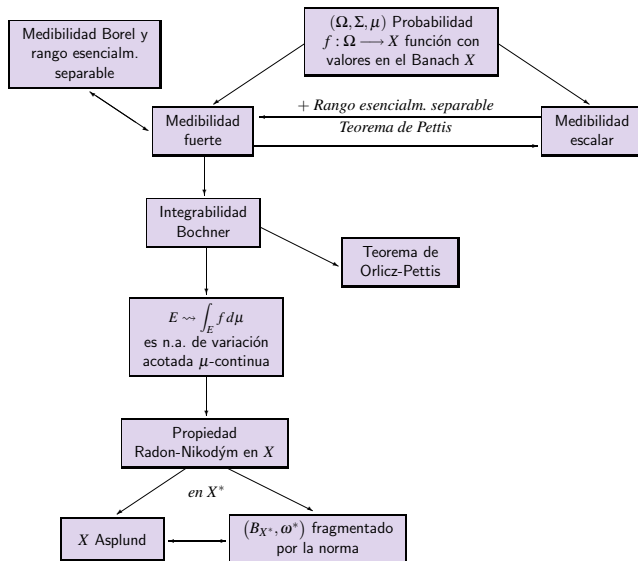 (Ω, Σ, μ) Probabilidad
f : Ω ⟶ X función con
valores en el Banach X
Medibilidad Borel y
rango esencialm.
separable
+ Rango esencialm. separable
Teorema de Pettis
Medibilidad
fuerte
Medibilidad
escalar
Integrabilidad
Bochner
Teorema de
Orlicz-Pettis
E ⇝ ∫_E f dμ
es n.a. de variación
acotada μ-continua
Propiedad
Radon-Nikodým en X
en X*
X Asplund
(B_{X*}, ω*) fragmentado
por la norma